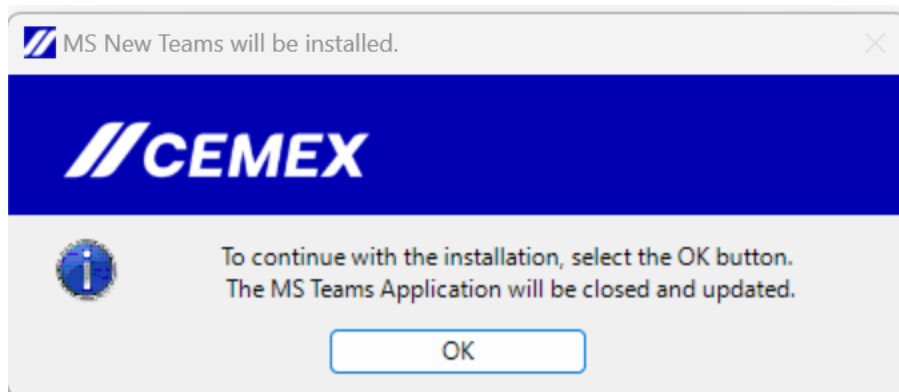 MS New Teams will be installed.
CEMEX
To continue with the installation, select the OK button.
The MS Teams Application will be closed and updated.
OK